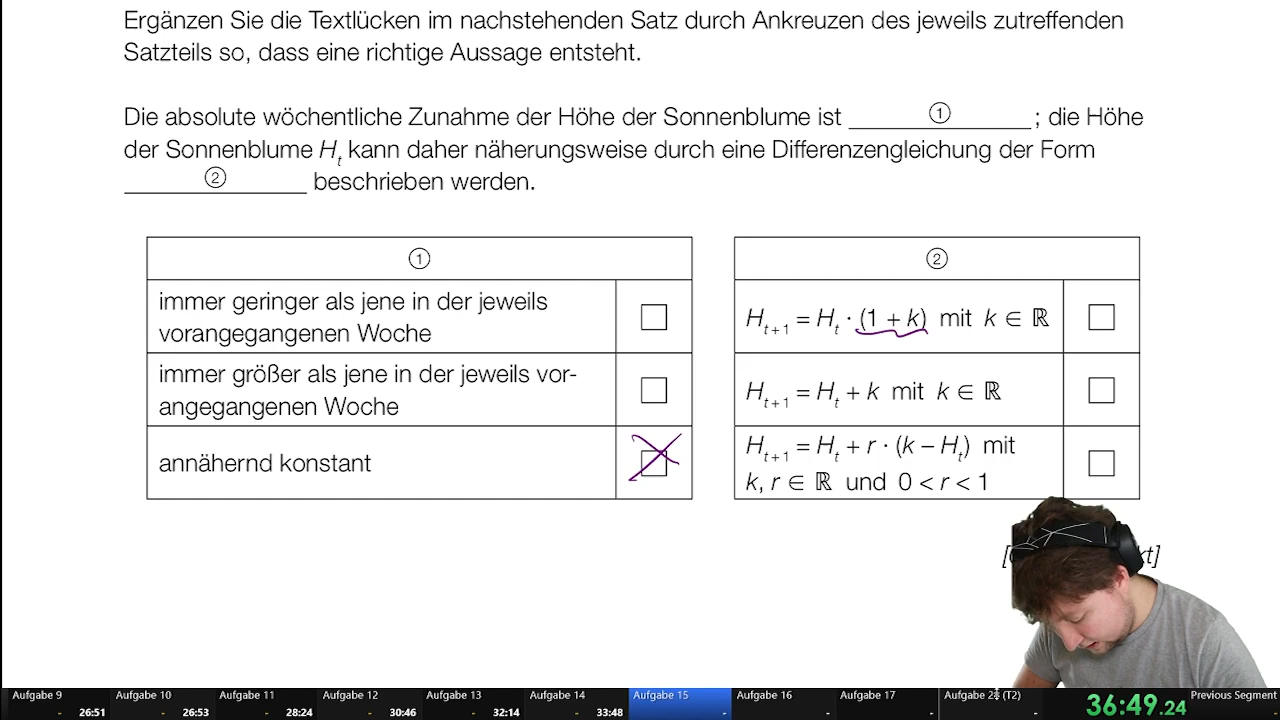 Ergänzen Sie die Textlücken im nachstehenden Satz durch Ankreuzen des jeweils zutreffenden
Satzteils so, dass eine richtige Aussage entsteht.
Die absolute wöchentliche Zunahme der Höhe der Sonnenblume ist ① ; die Höhe
der Sonnenblume Hₜ kann daher näherungsweise durch eine Differenzengleichung der Form
② beschrieben werden.
①
immer geringer als jene in der jeweils
vorangegangenen Woche
immer größer als jene in der jeweils vor-
angegangenen Woche
annähernd konstant
②
Hₜ₊₁ = Hₜ · (1 + k) mit k ∈ ℝ
Hₜ₊₁ = Hₜ + k mit k ∈ ℝ
Hₜ₊₁ = Hₜ + r · (k – Hₜ) mit
k, r ∈ ℝ und 0 < r < 1
Aufgabe 9 - 26:51
Aufgabe 10 - 26:53
Aufgabe 11 - 28:24
Aufgabe 12 - 30:46
Aufgabe 13 - 32:14
Aufgabe 14 - 33:48
Aufgabe 15 -
Aufgabe 16 -
Aufgabe 17 -
(T2) -
36:49.24
Previous Segment
-